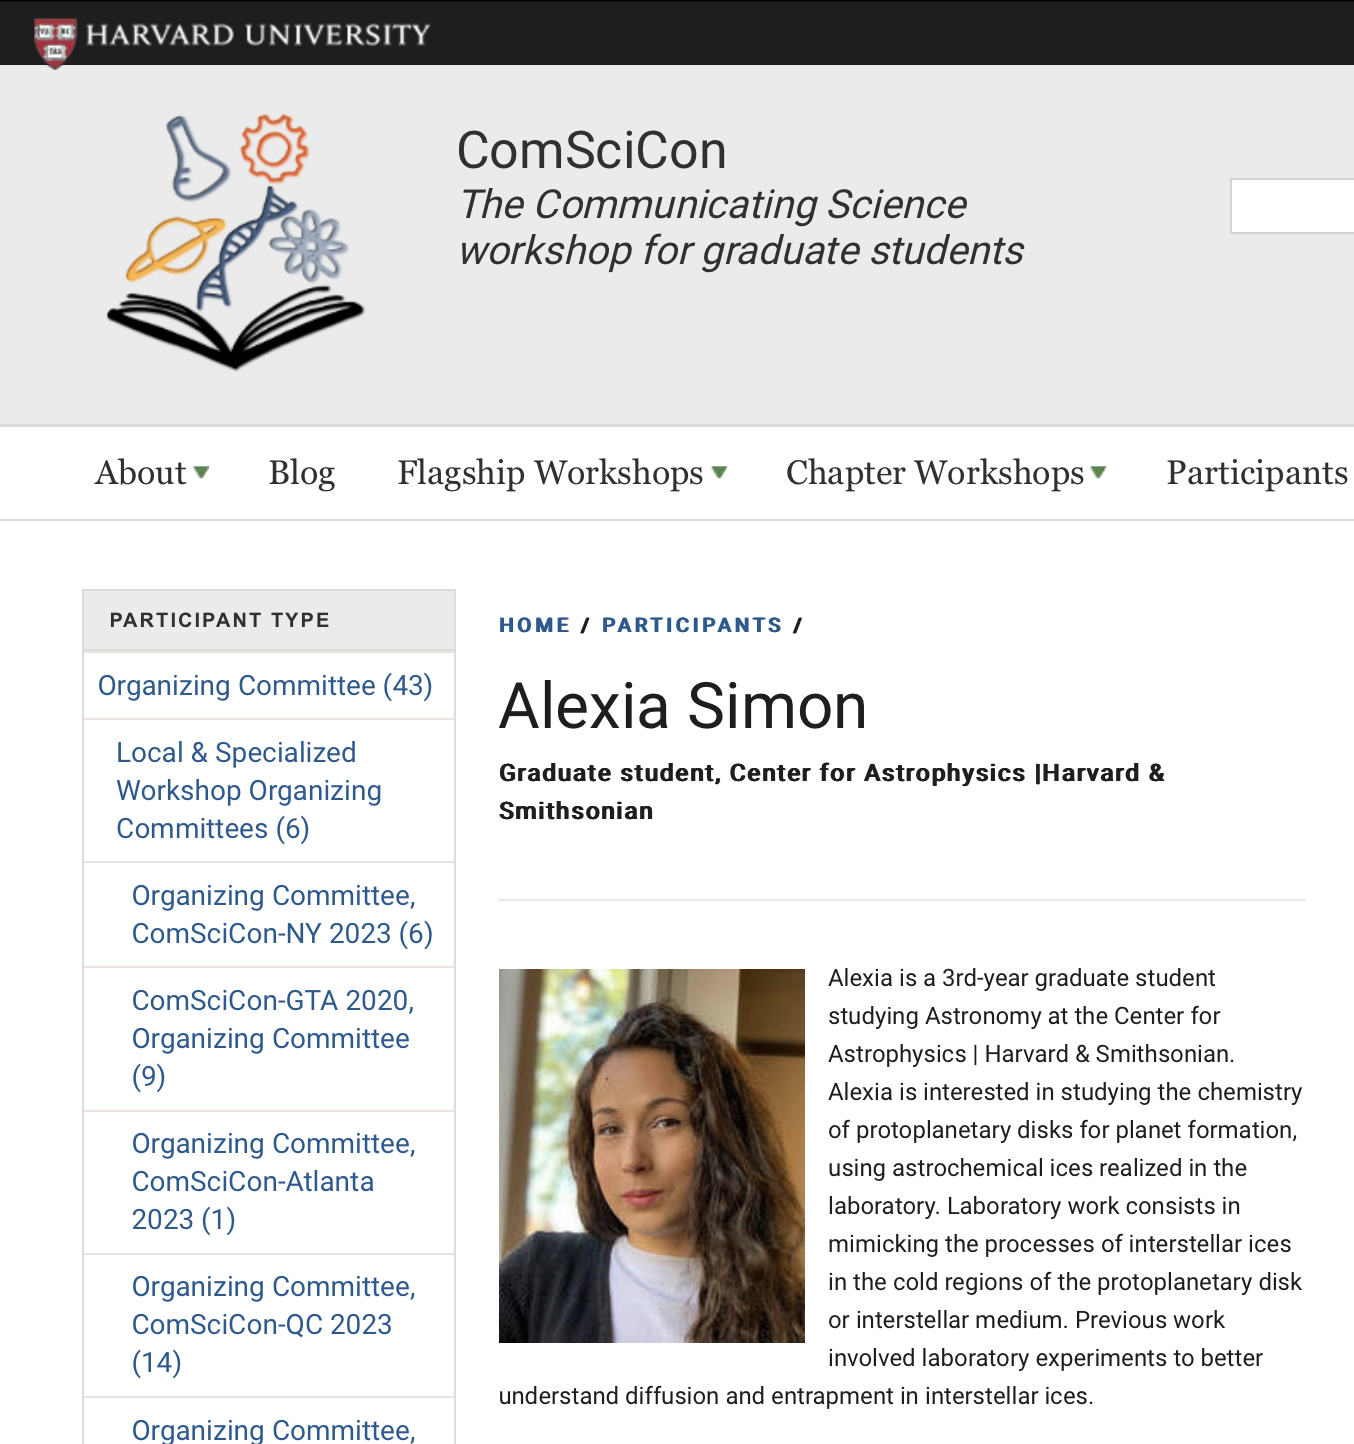 HARVARD UNIVERSITY
ComSciCon
The Communicating Science
workshop for graduate students
About
Blog
Flagship Workshops
Chapter Workshops
Participants
PARTICIPANT TYPE
Organizing Committee (43)
Local & Specialized
Workshop Organizing
Committees (6)
Organizing Committee,
ComSciCon-NY 2023 (6)
ComSciCon-GTA 2020,
Organizing Committee
(9)
Organizing Committee,
ComSciCon-Atlanta
2023 (1)
Organizing Committee,
ComSciCon-QC 2023
(14)
Organizing Committee,
HOME / PARTICIPANTS /
Alexia Simon
Graduate student, Center for Astrophysics |Harvard &
Smithsonian
Alexia is a 3rd-year graduate student
studying Astronomy at the Center for
Astrophysics | Harvard & Smithsonian.
Alexia is interested in studying the chemistry
of protoplanetary disks for planet formation,
using astrochemical ices realized in the
laboratory. Laboratory work consists in
mimicking the processes of interstellar ices
in the cold regions of the protoplanetary disk
or interstellar medium. Previous work
involved laboratory experiments to better
understand diffusion and entrapment in interstellar ices.